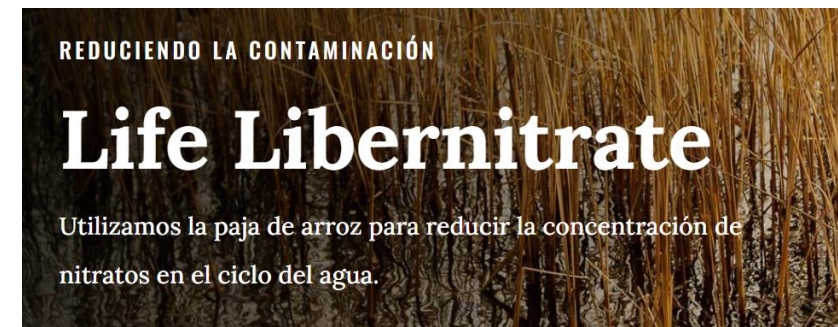 REDUCIENDO LA CONTAMINACIÓN
Life Libernitrate
Utilizamos la paja de arroz para reducir la concentración de
nitratos en el ciclo del agua.